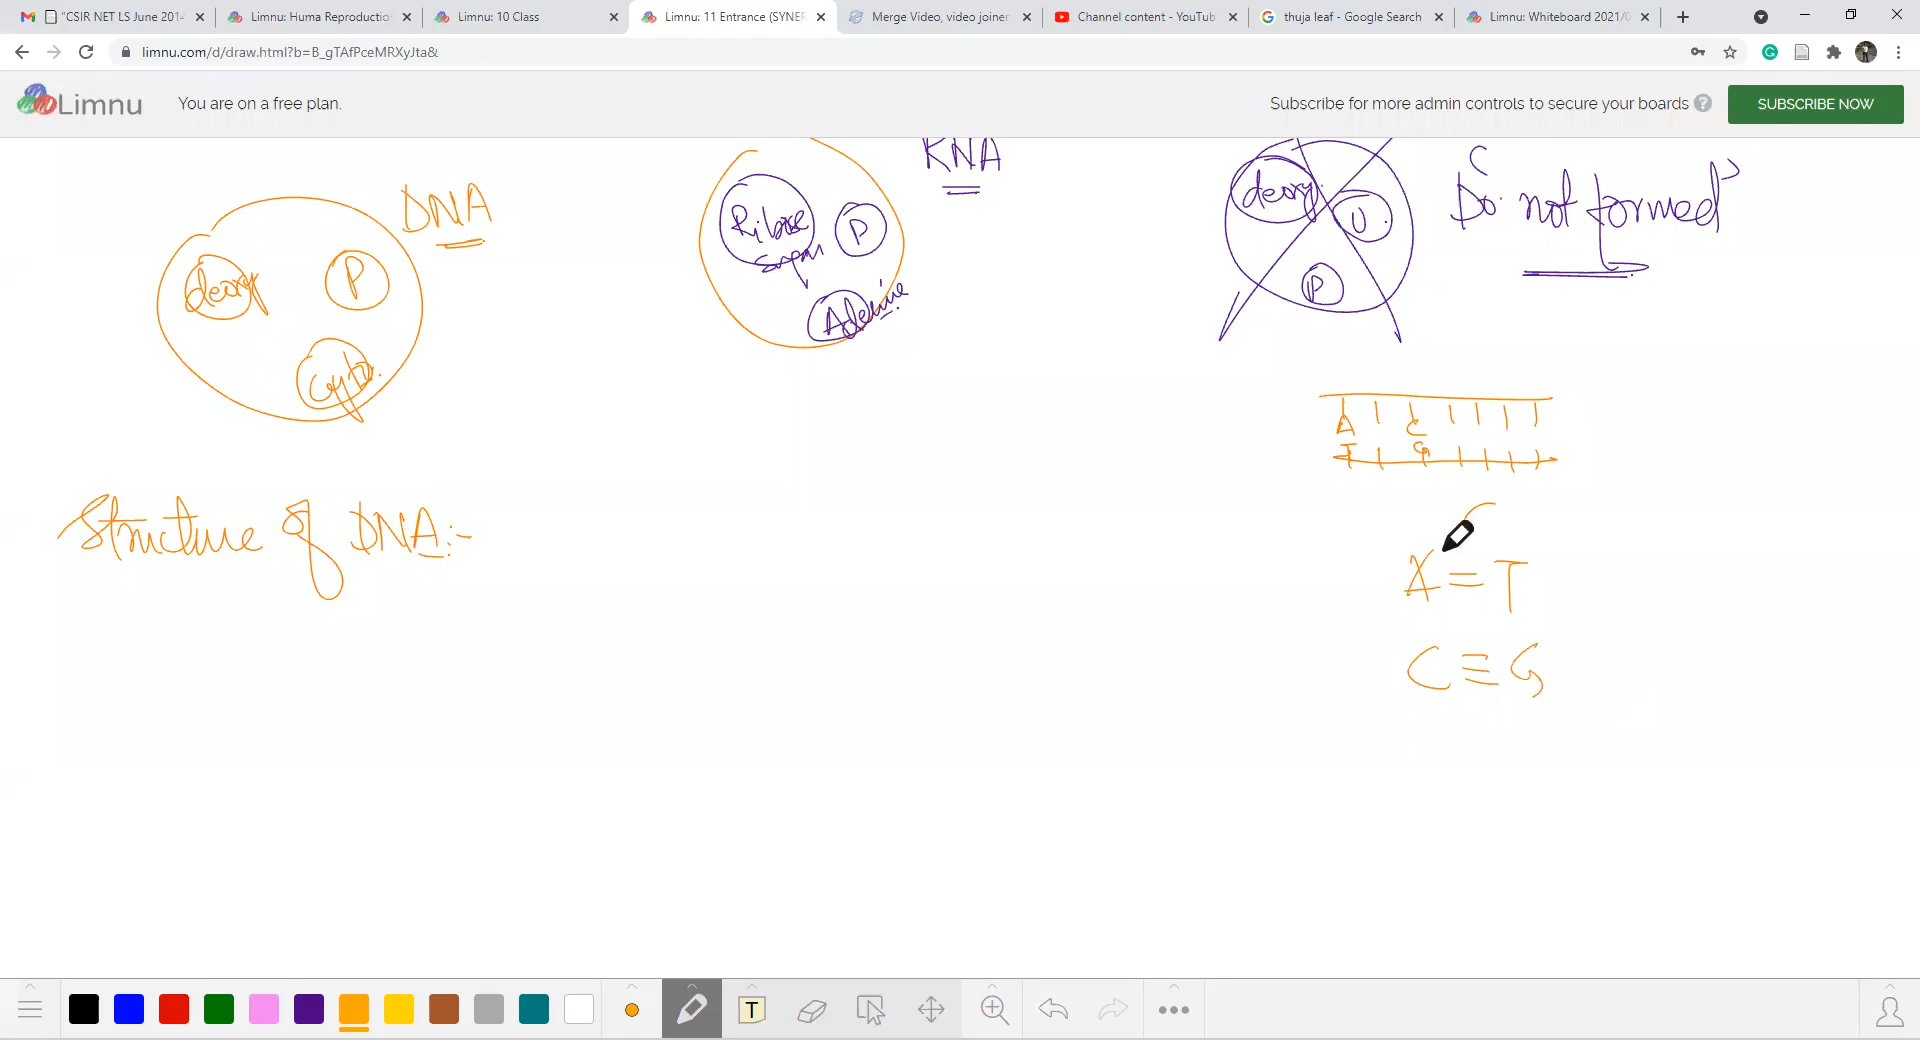 "CSIR NET LS June 2014
Limnu: Huma Reproductio
Limnu: 10 Class
Limnu: 11 Entrance (SYNER
Merge Video, video joiner
Channel content - YouTub
thuja leaf - Google Search
Limnu: Whiteboard 2021/0
limnu.com/d/draw.html?b=B_gTAfPceMRXyJta&
Limnu
You are on a free plan.
Subscribe for more admin controls to secure your boards ?
SUBSCRIBE NOW
DNA
deoxy
P
Cyto.
RNA
Ribose
sugar
P
Adenine
deoxy
U
P
Do not formed
A C
T G
Structure of DNA:-
A = T
C ≡ G
T